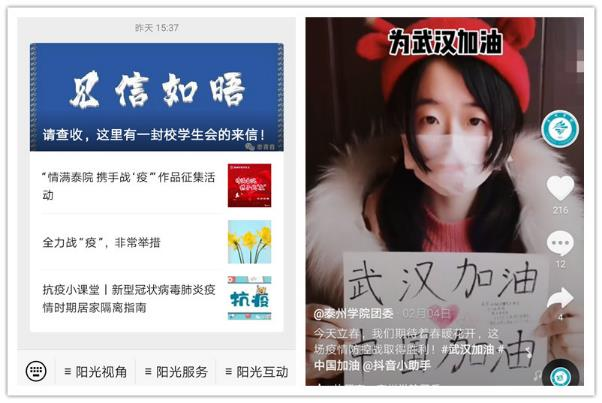 昨天 15:37
见信如晤
请查收，这里有一封校学生会的来信！
“情满泰院 携手战‘疫’”作品征集活
动
全力战“疫”，非常举措
抗疫小课堂丨新型冠状病毒肺炎疫
情时期居家隔离指南
抗疫
≡ 阳光视角
≡ 阳光服务
≡ 阳光互动
为武汉加油
216
12
4
武汉加油
中国加油
@泰州学院团委 02月04日
今天立春，我们期待着春暖花开，这
场疫情防控战取得胜利！#武汉加油 #
中国加油 @抖音小助手